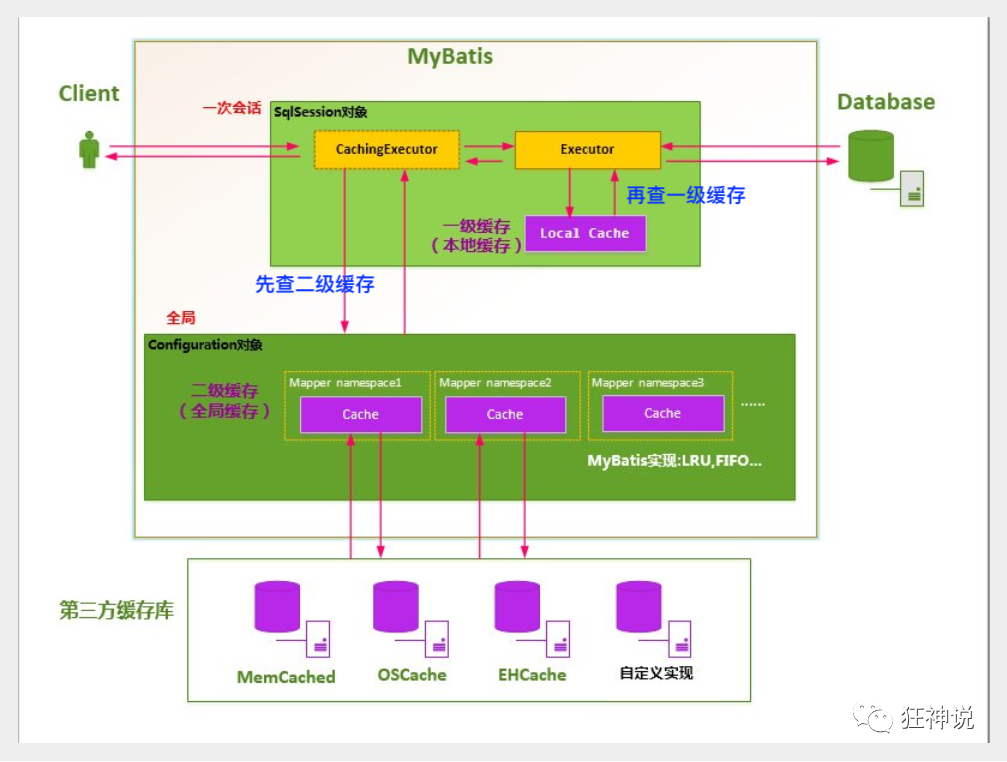 MyBatis
Client
Database
一次会话
SqlSession对象
CachingExecutor
Executor
再查一级缓存
一级缓存
（本地缓存）
Local Cache
先查二级缓存
全局
Configuration对象
二级缓存
（全局缓存）
Mapper namespace1
Cache
Mapper namespace2
Cache
Mapper namespace3
Cache
······
MyBatis实现:LRU,FIFO...
第三方缓存库
MemCached
OSCache
EHCache
自定义实现
狂神说